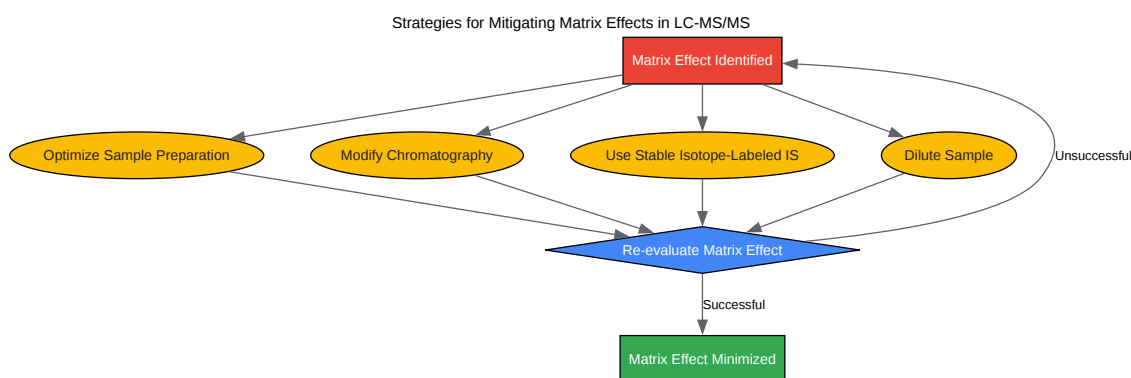 Strategies for Mitigating Matrix Effects in LC-MS/MS
Matrix Effect Identified
Optimize Sample Preparation
Modify Chromatography
Use Stable Isotope-Labeled IS
Dilute Sample
Unsuccessful
Re-evaluate Matrix Effect
Successful
Matrix Effect Minimized